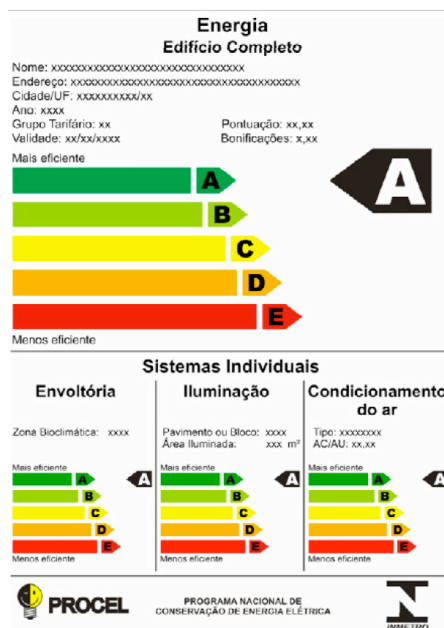 Energia
Edifício Completo
Nome: xxxxxxxxxxxxxxxxxxxxxxxxxxxxxxx
Endereço: xxxxxxxxxxxxxxxxxxxxxxxxxxxxxxxxxxxxx
Cidade/UF: xxxxxxxxxx/xx
Ano: xxxx
Grupo Tarifário: xx Pontuação: xx,xx
Validade: xx/xx/xxxx Bonificações: x,xx
Mais eficiente
A
A
B
C
D
E
Menos eficiente
Sistemas Individuais
Envoltória
Zona Bioclimática: xxxx
Mais eficiente
A
A
B
C
D
E
Menos eficiente
Iluminação
Pavimento ou Bloco: xxxx
Área Iluminada: xxx m²
Mais eficiente
A
A
B
C
D
E
Menos eficiente
Condicionamento
do ar
Tipo: xxxxxxxx
AC/AU: xx,xx
Mais eficiente
A
A
B
C
D
E
Menos eficiente
PROCEL
PROGRAMA NACIONAL DE
CONSERVAÇÃO DE ENERGIA ELÉTRICA
INMETRO